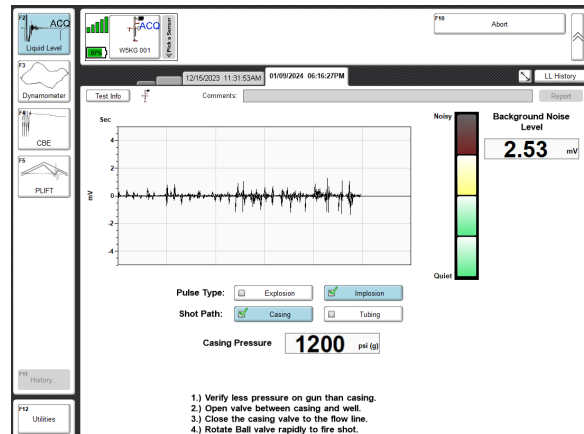 F2
ACQ
Liquid Level
F3
Dynamometer
F4
CBE
F5
PLIFT
F11
History...
F12
Utilities
87%
ACQ
W5KG 001
Pick a Sensor
F10
Abort
12/15/2023 11:31:53AM
01/09/2024 06:16:27PM
LL History
Test Info
Comments:
Report
Sec
4
2
0
-2
-4
mV
Noisy
Quiet
Background Noise
Level
2.53 mV
Pulse Type:
Explosion
Implosion
Shot Path:
Casing
Tubing
Casing Pressure
1200 psi (g)
1.) Verify less pressure on gun than casing.
2.) Open valve between casing and well.
3.) Close the casing valve to the flow line.
4.) Rotate Ball valve rapidly to fire shot.